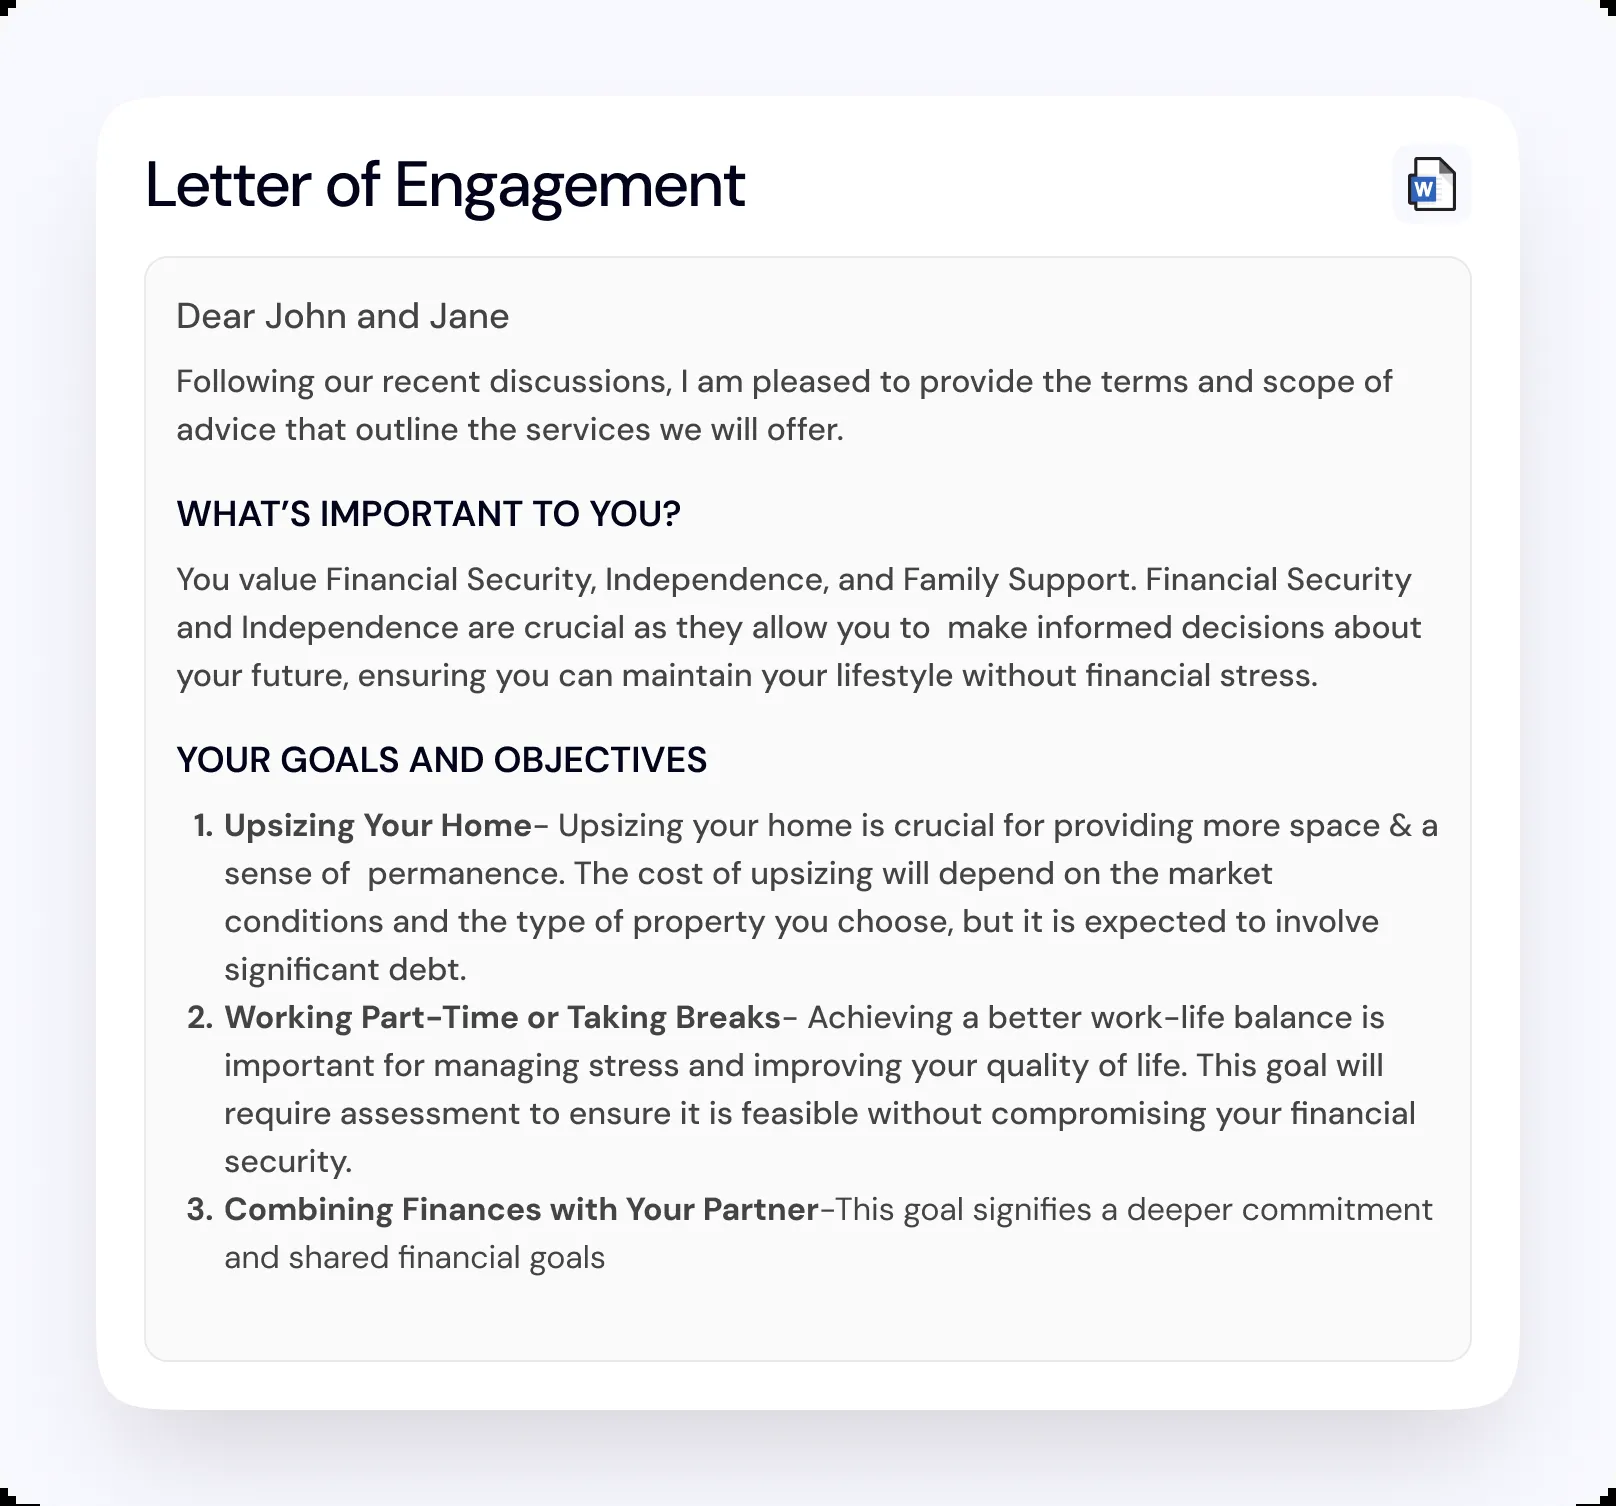 Letter of Engagement
W
Dear John and Jane
Following our recent discussions, I am pleased to provide the terms and scope of
advice that outline the services we will offer.
WHAT’S IMPORTANT TO YOU?
You value Financial Security, Independence, and Family Support. Financial Security
and Independence are crucial as they allow you to  make informed decisions about
your future, ensuring you can maintain your lifestyle without financial stress.
YOUR GOALS AND OBJECTIVES
1. Upsizing Your Home- Upsizing your home is crucial for providing more space & a
sense of  permanence. The cost of upsizing will depend on the market
conditions and the type of property you choose, but it is expected to involve
significant debt.
2. Working Part-Time or Taking Breaks- Achieving a better work-life balance is
important for managing stress and improving your quality of life. This goal will
require assessment to ensure it is feasible without compromising your financial
security.
3. Combining Finances with Your Partner-This goal signifies a deeper commitment
and shared financial goals